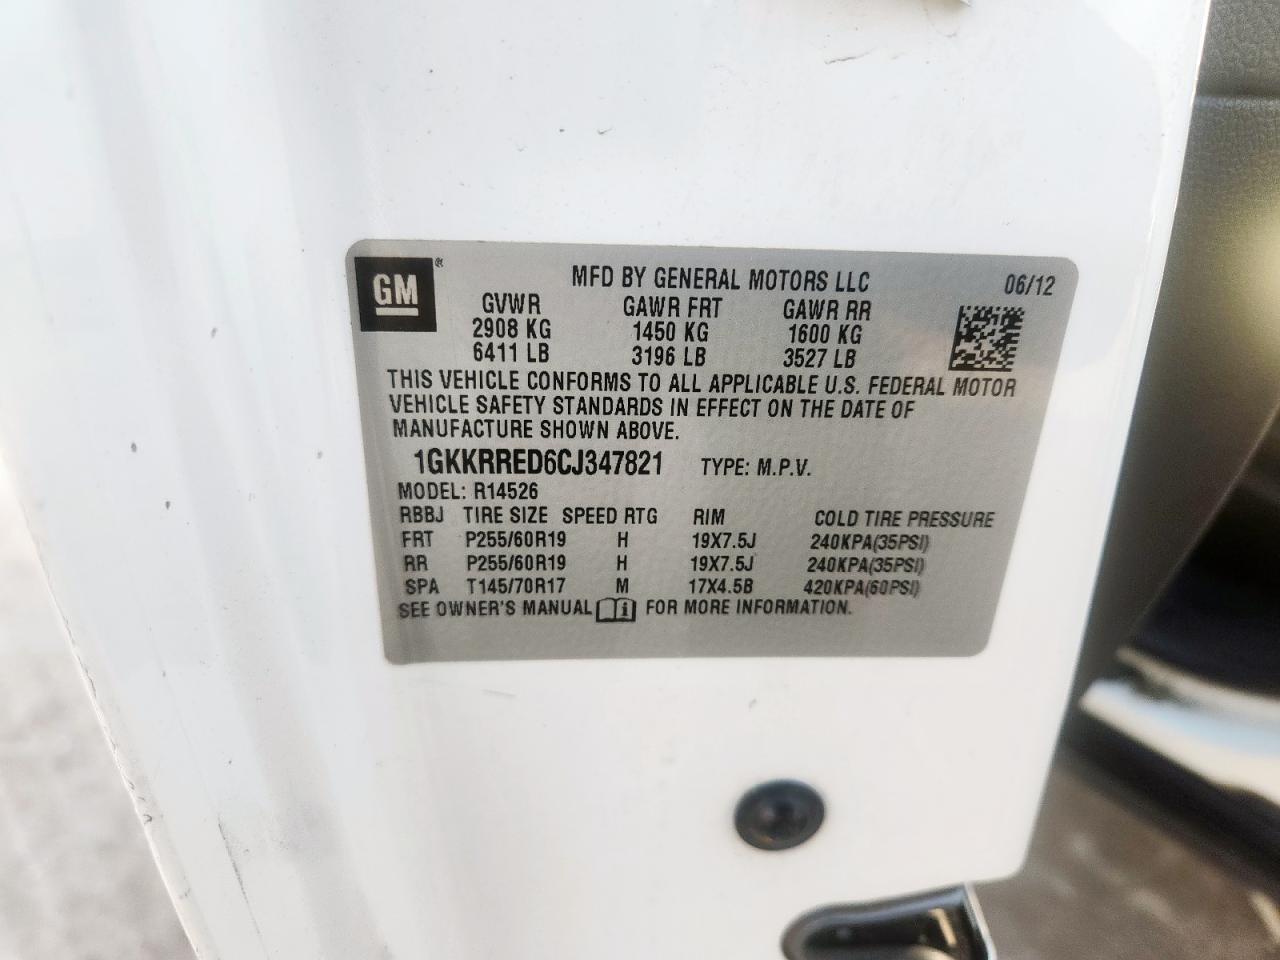 GM ® MFD BY GENERAL MOTORS LLC 06/12
GVWR GAWR FRT GAWR RR
2908 KG 1450 KG 1600 KG
6411 LB 3196 LB 3527 LB
THIS VEHICLE CONFORMS TO ALL APPLICABLE U.S. FEDERAL MOTOR
VEHICLE SAFETY STANDARDS IN EFFECT ON THE DATE OF
MANUFACTURE SHOWN ABOVE.
1GKKRRED6CJ347821 TYPE: M.P.V.
MODEL: R14526
RBBJ TIRE SIZE SPEED RTG RIM COLD TIRE PRESSURE
FRT P255/60R19 H 19X7.5J 240KPA(35PSI)
RR P255/60R19 H 19X7.5J 240KPA(35PSI)
SPA T145/70R17 M 17X4.5B 420KPA(60PSI)
SEE OWNER'S MANUAL i FOR MORE INFORMATION.